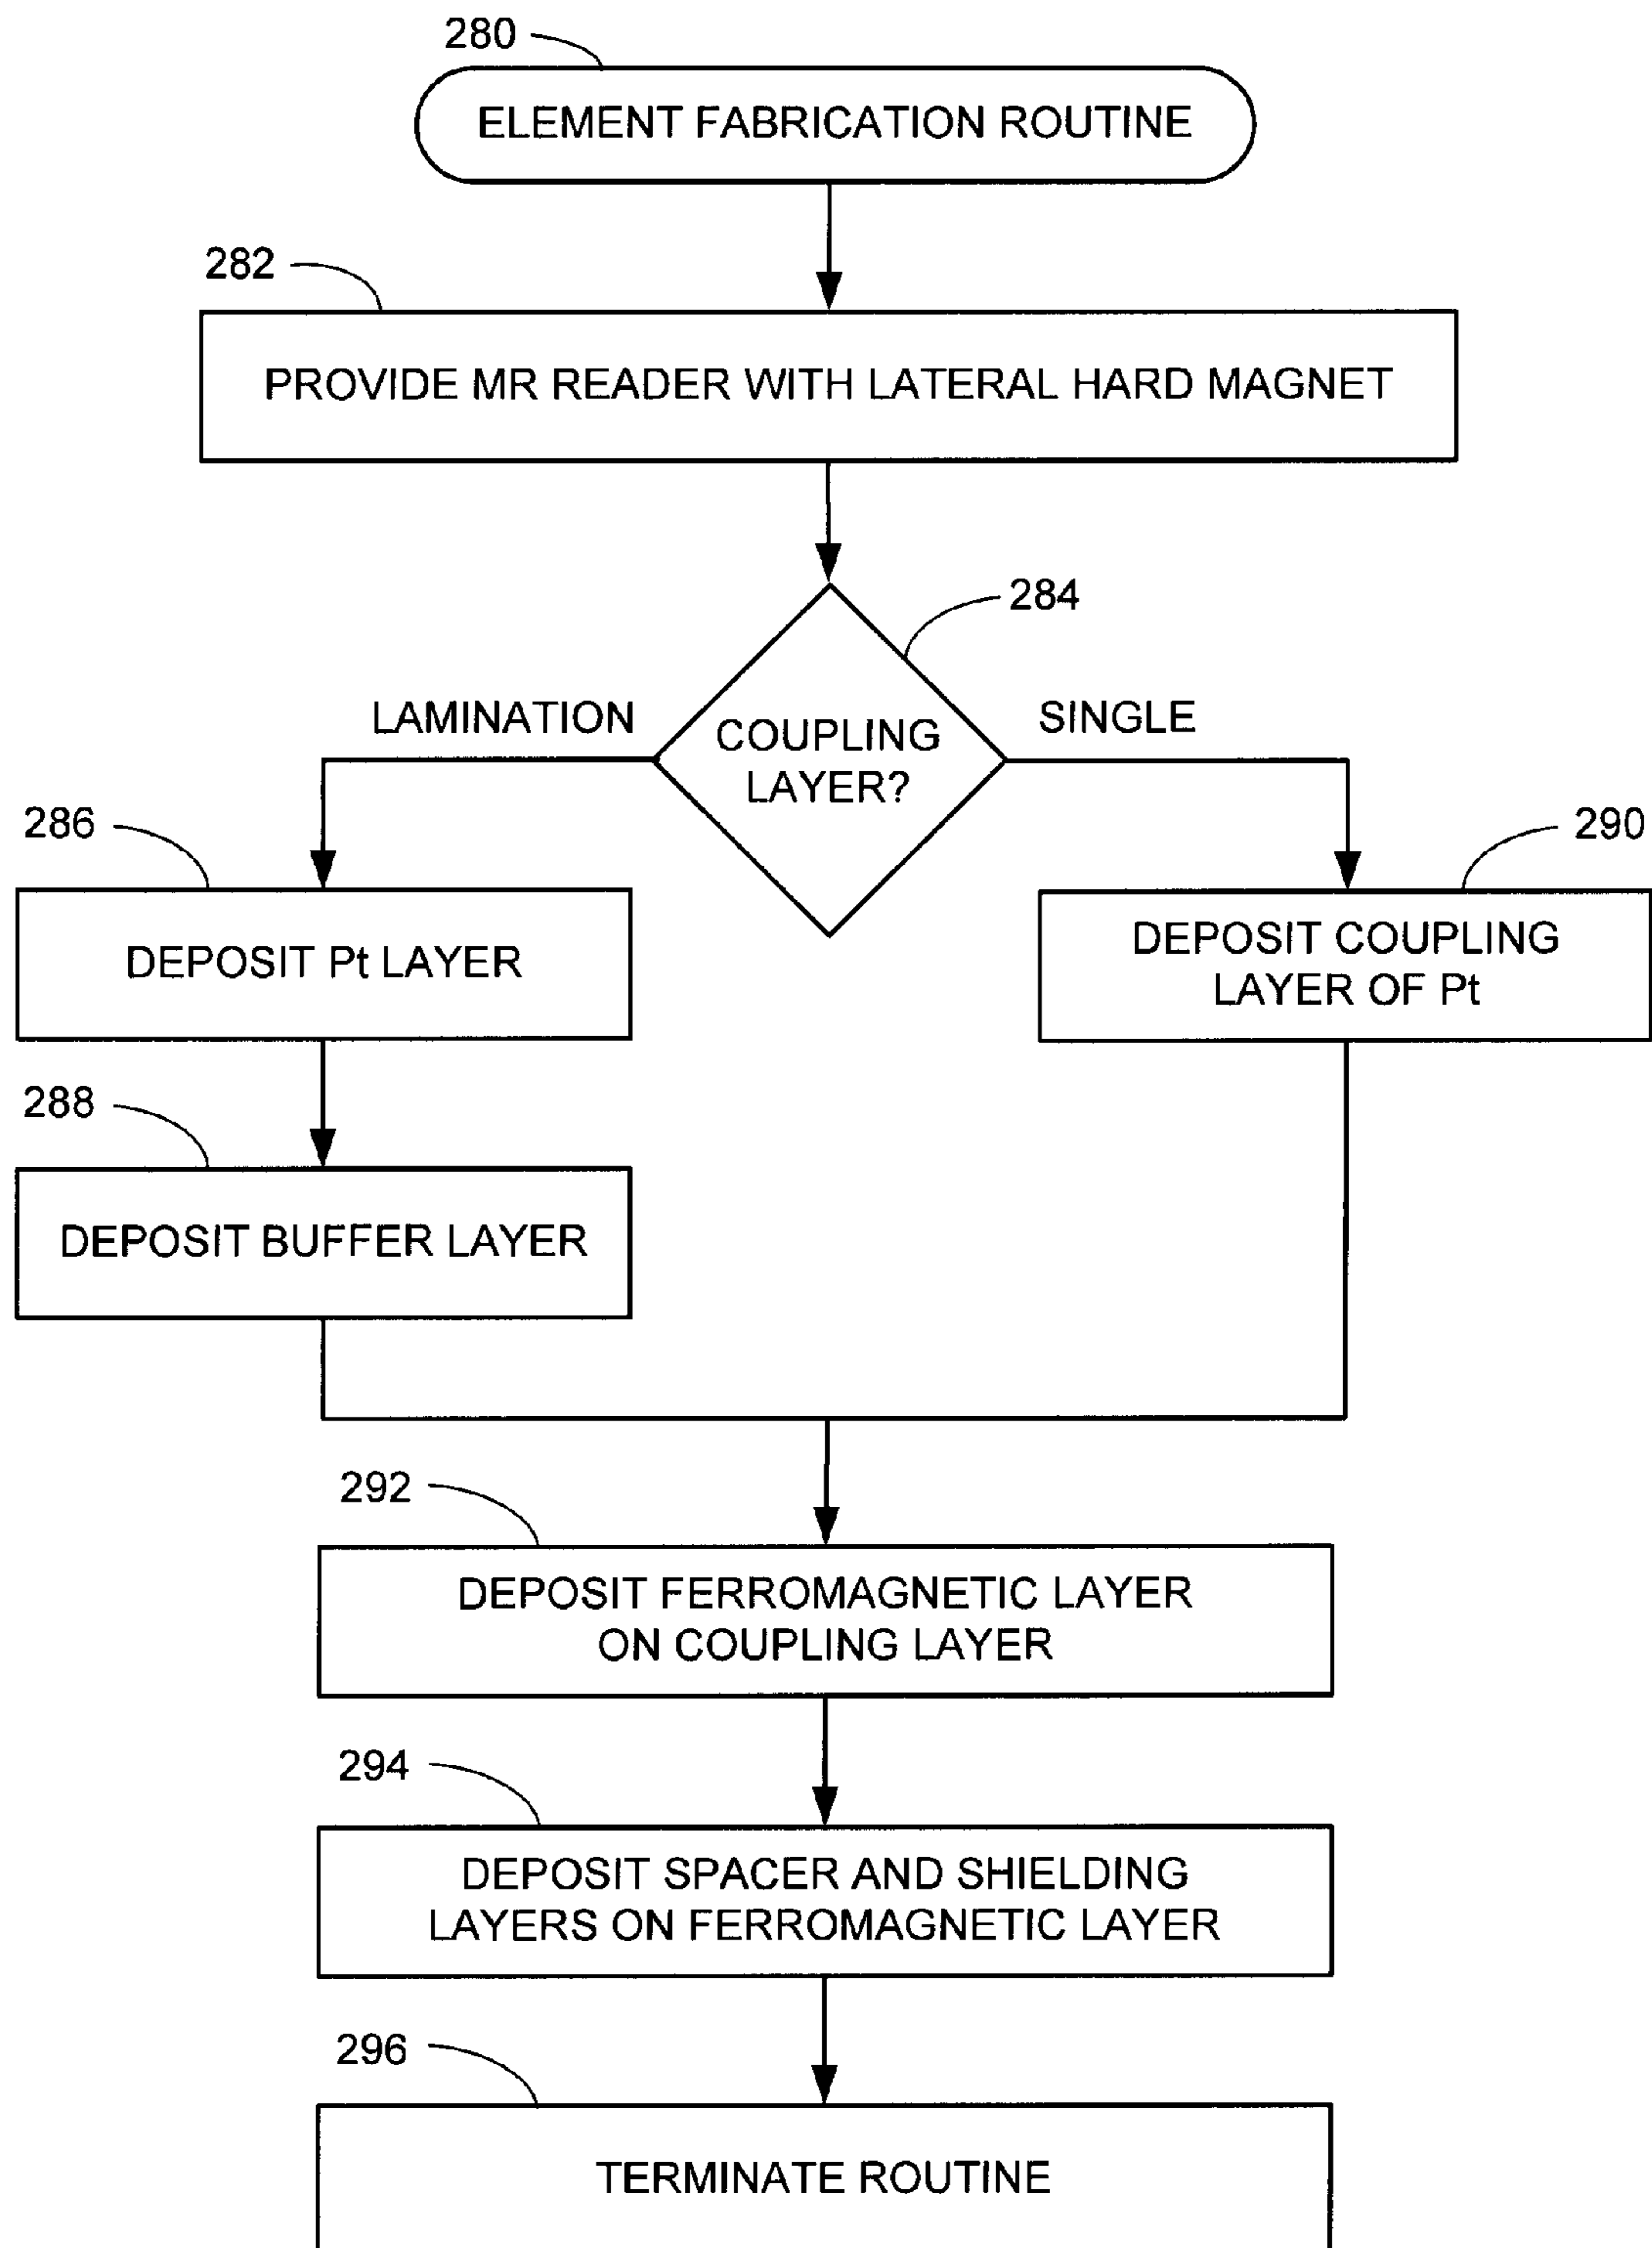 280
ELEMENT FABRICATION ROUTINE
282
PROVIDE MR READER WITH LATERAL HARD MAGNET
284
LAMINATION
COUPLING
LAYER?
SINGLE
286
DEPOSIT Pt LAYER
290
DEPOSIT COUPLING
LAYER OF Pt
288
DEPOSIT BUFFER LAYER
292
DEPOSIT FERROMAGNETIC LAYER
ON COUPLING LAYER
294
DEPOSIT SPACER AND SHIELDING
LAYERS ON FERROMAGNETIC LAYER
296
TERMINATE ROUTINE